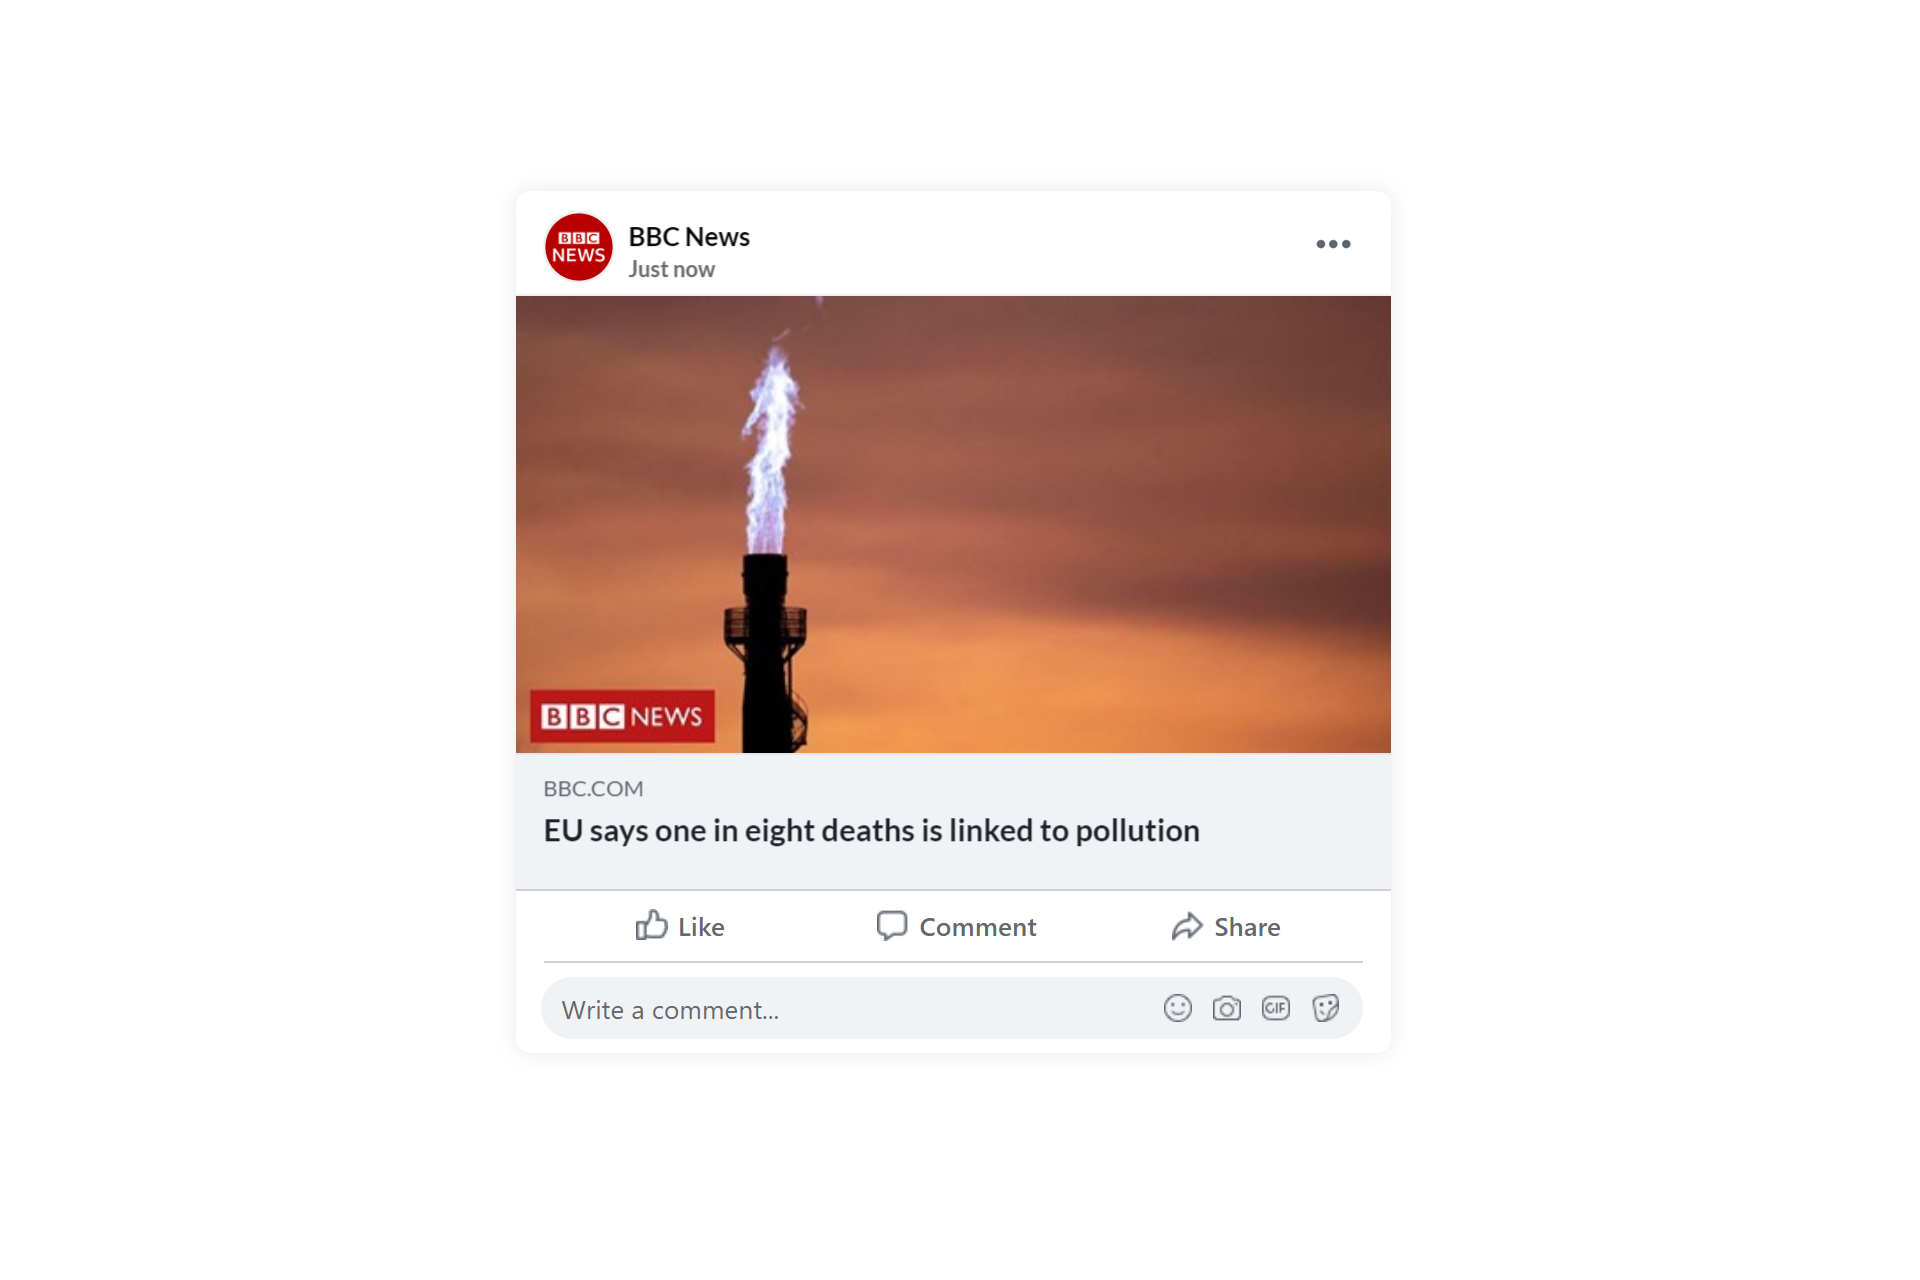 BBC
NEWS
BBC News
Just now
BBC NEWS
BBC.COM
EU says one in eight deaths is linked to pollution
Like
Comment
Share
Write a comment...
GIF